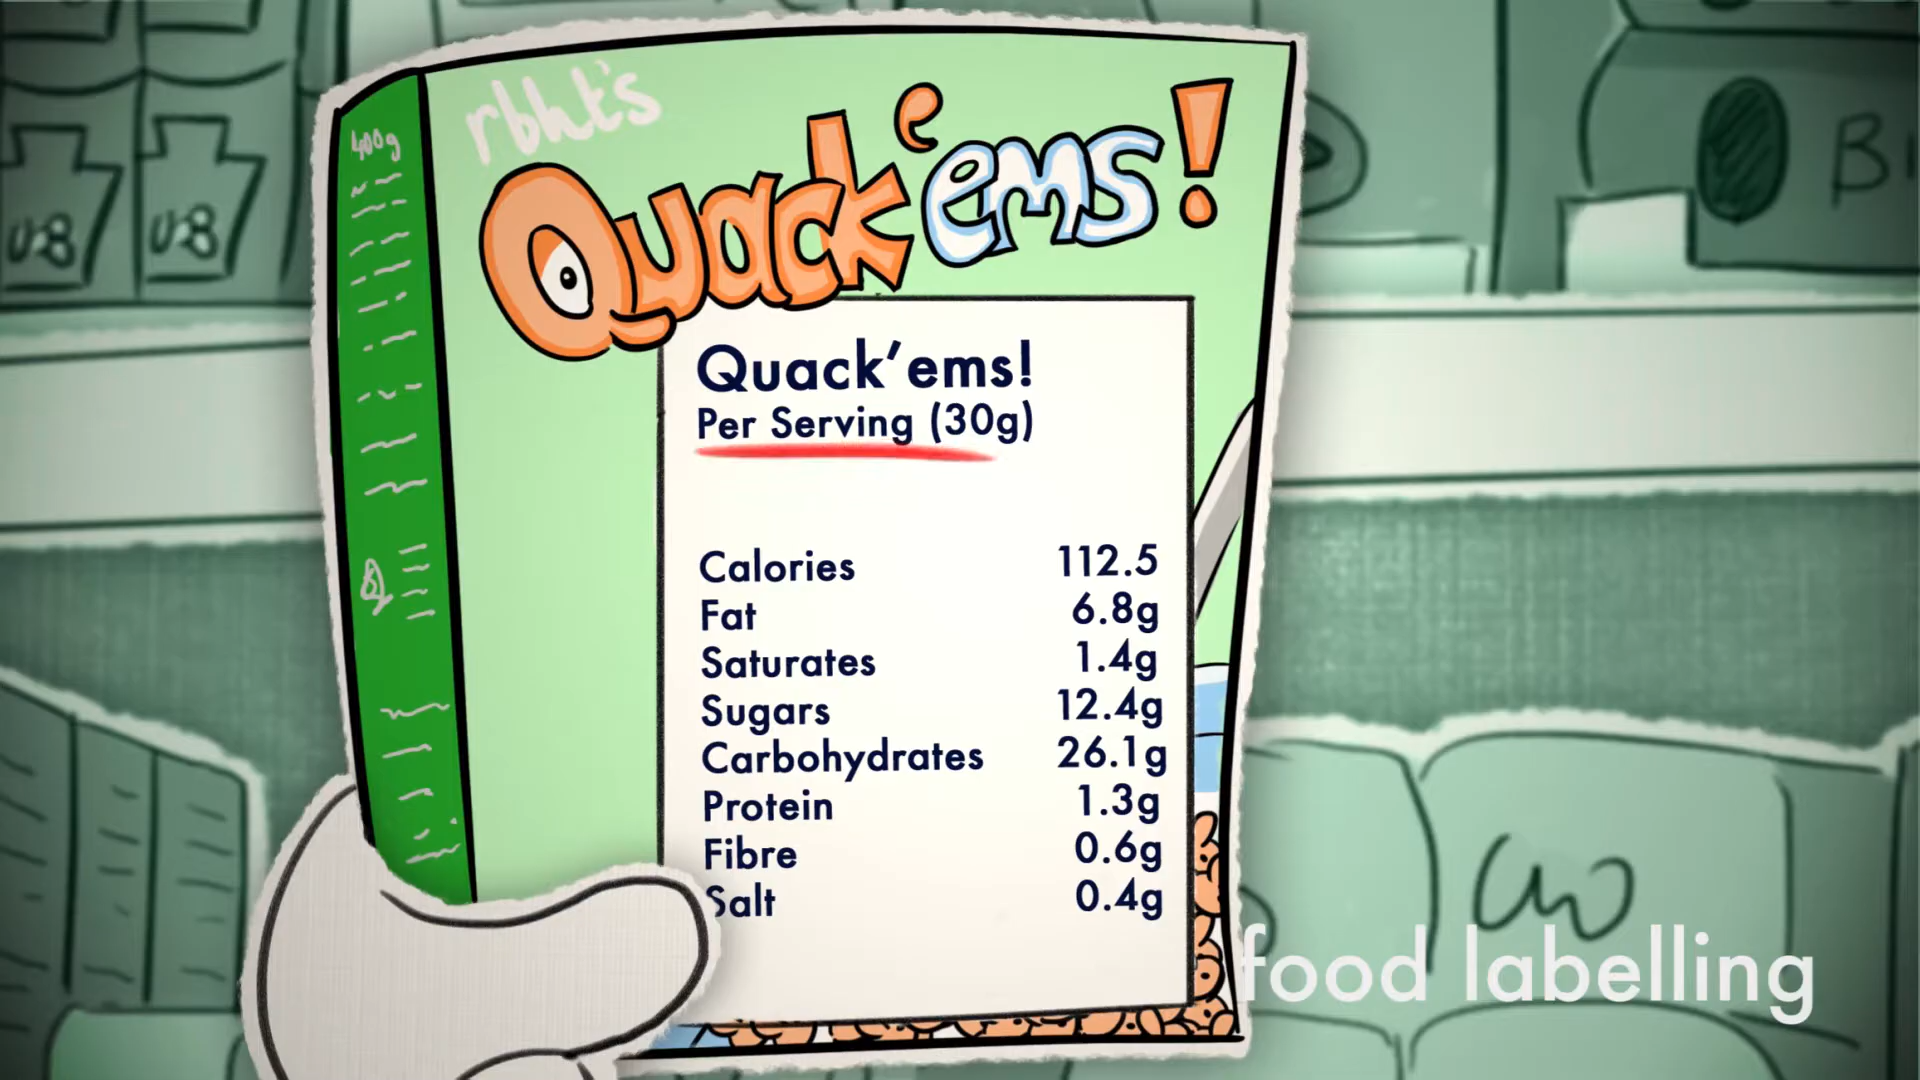 rbht's
400g
Quack'ems!
Quack'ems!
Per Serving (30g)
Calories 112.5
Fat 6.8g
Saturates 1.4g
Sugars 12.4g
Carbohydrates 26.1g
Protein 1.3g
Fibre 0.6g
Salt 0.4g
food labelling